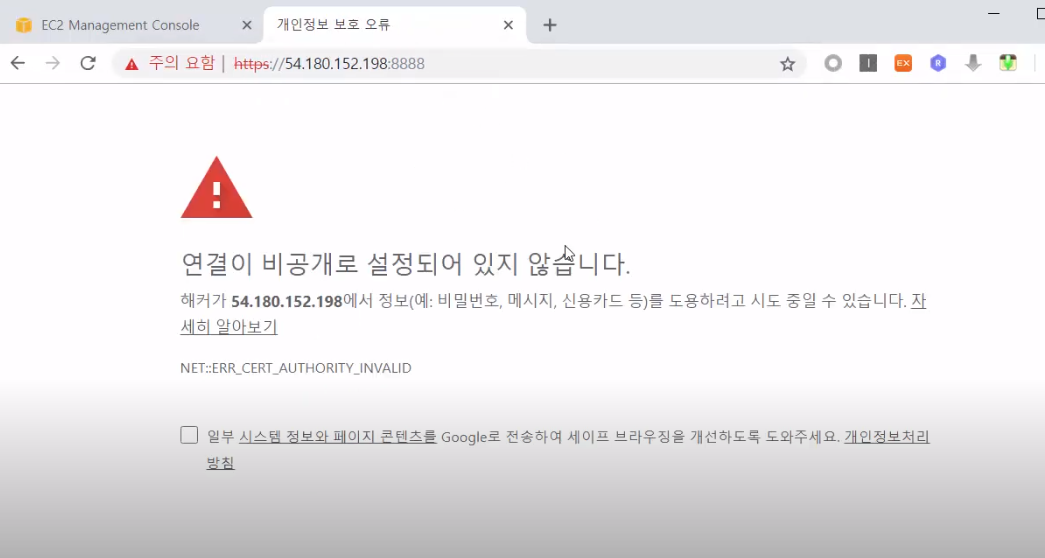 EC2 Management Console
개인정보 보호 오류
주의 요함 | https://54.180.152.198:8888
EX
R
연결이 비공개로 설정되어 있지 않습니다.
해커가 54.180.152.198에서 정보(예: 비밀번호, 메시지, 신용카드 등)를 도용하려고 시도 중일 수 있습니다. 자
세히 알아보기
NET::ERR_CERT_AUTHORITY_INVALID
일부 시스템 정보와 페이지 콘텐츠를 Google로 전송하여 세이프 브라우징을 개선하도록 도와주세요. 개인정보처리
방침